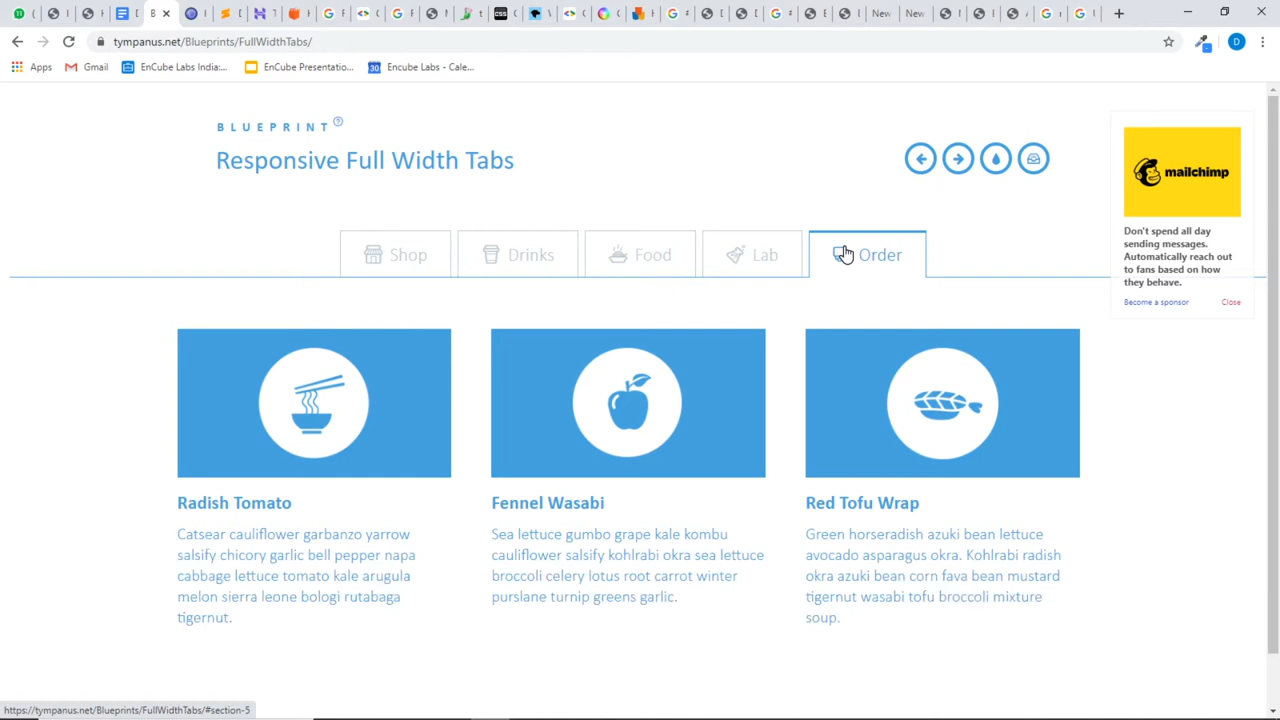 tympanus.net/Blueprints/FullWidthTabs/
Apps
Gmail
EnCube Labs India:...
EnCube Presentatio...
Encube Labs - Cale...
BLUEPRINT
Responsive Full Width Tabs
Shop
Drinks
Food
Lab
Order
mailchimp
Don't spend all day
sending messages.
Automatically reach out
to fans based on how
they behave.
Become a sponsor
Close
Radish Tomato
Catsear cauliflower garbanzo yarrow
salsify chicory garlic bell pepper napa
cabbage lettuce tomato kale arugula
melon sierra leone bologi rutabaga
tigernut.
Fennel Wasabi
Sea lettuce gumbo grape kale kombu
cauliflower salsify kohlrabi okra sea lettuce
broccoli celery lotus root carrot winter
purslane turnip greens garlic.
Red Tofu Wrap
Green horseradish azuki bean lettuce
avocado asparagus okra. Kohlrabi radish
okra azuki bean corn fava bean mustard
tigernut wasabi tofu broccoli mixture
soup.
https://tympanus.net/Blueprints/FullWidthTabs/#section-5